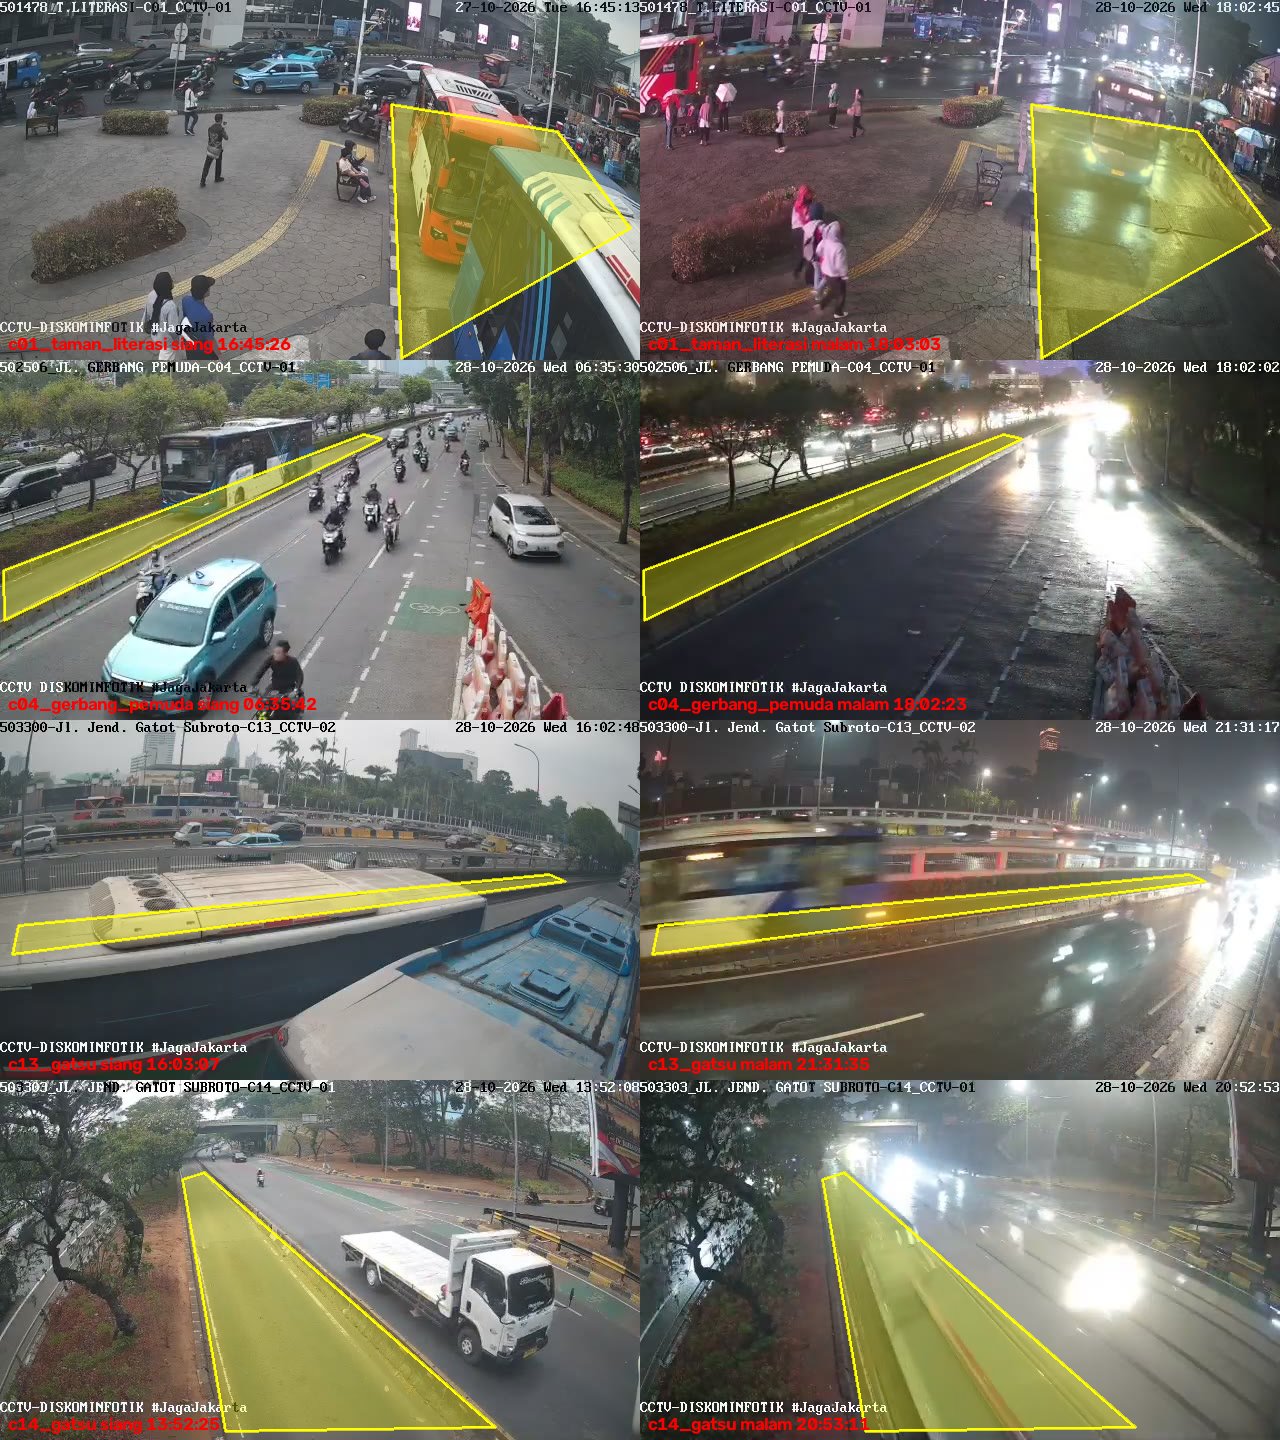 501478_T.LITERASI-C01_CCTV-01 27-10-2026 Tue 16:45:13
CCTV-DISKOMINFOTIK #JagaJakarta
c01_taman_literasi siang 16:45:26
501478_T.LITERASI-C01_CCTV-01 28-10-2026 Wed 18:02:45
CCTV-DISKOMINFOTIK #JagaJakarta
c01_taman_literasi malam 18:03:03
502506_JL. GERBANG PEMUDA-C04_CCTV-01 28-10-2026 Wed 06:35:30
CCTV DISKOMINFOTIK #JagaJakarta
c04_gerbang_pemuda siang 06:35:42
502506_JL. GERBANG PEMUDA-C04_CCTV-01 28-10-2026 Wed 18:02:02
CCTV DISKOMINFOTIK #JagaJakarta
c04_gerbang_pemuda malam 18:02:23
503300-Jl. Jend. Gatot Subroto-C13_CCTV-02 28-10-2026 Wed 16:02:48
CCTV-DISKOMINFOTIK #JagaJakarta
c13_gatsu siang 16:03:07
503300-Jl. Jend. Gatot Subroto-C13_CCTV-02 28-10-2026 Wed 21:31:17
CCTV-DISKOMINFOTIK #JagaJakarta
c13_gatsu malam 21:31:35
503303_JL. JEND. GATOT SUBROTO-C14_CCTV-01 28-10-2026 Wed 13:52:08
CCTV-DISKOMINFOTIK #JagaJakarta
c14_gatsu siang 13:52:25
503303_JL. JEND. GATOT SUBROTO-C14_CCTV-01 28-10-2026 Wed 20:52:53
CCTV-DISKOMINFOTIK #JagaJakarta
c14_gatsu malam 20:53:11